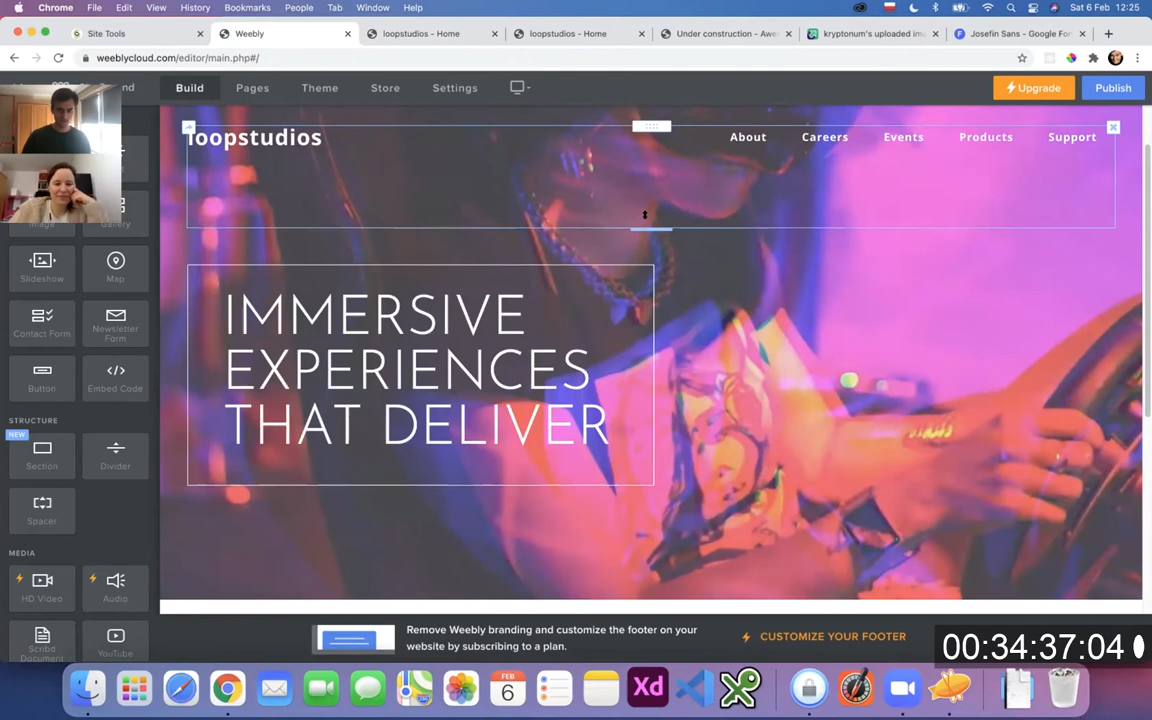 Chrome File Edit View History Bookmarks People Tab Window Help
Sat 6 Feb 12:25
Site Tools
Weebly
loopstudios - Home
loopstudios - Home
Under construction - Awe
kryptonum's uploaded im
Josefin Sans - Google Fo
weeblycloud.com/editor/main.php#/
Build Pages Theme Store Settings
Upgrade
Publish
loopstudios
About Careers Events Products Support
Image
Gallery
Slideshow
Map
Contact Form
Newsletter
Form
Button
Embed Code
STRUCTURE
NEW
Section
Divider
Spacer
MEDIA
HD Video
Audio
Scribd
Document
YouTube
IMMERSIVE
EXPERIENCES
THAT DELIVER
Remove Weebly branding and customize the footer on your
website by subscribing to a plan.
CUSTOMIZE YOUR FOOTER
00:34:37:04
FEB
6
Xd